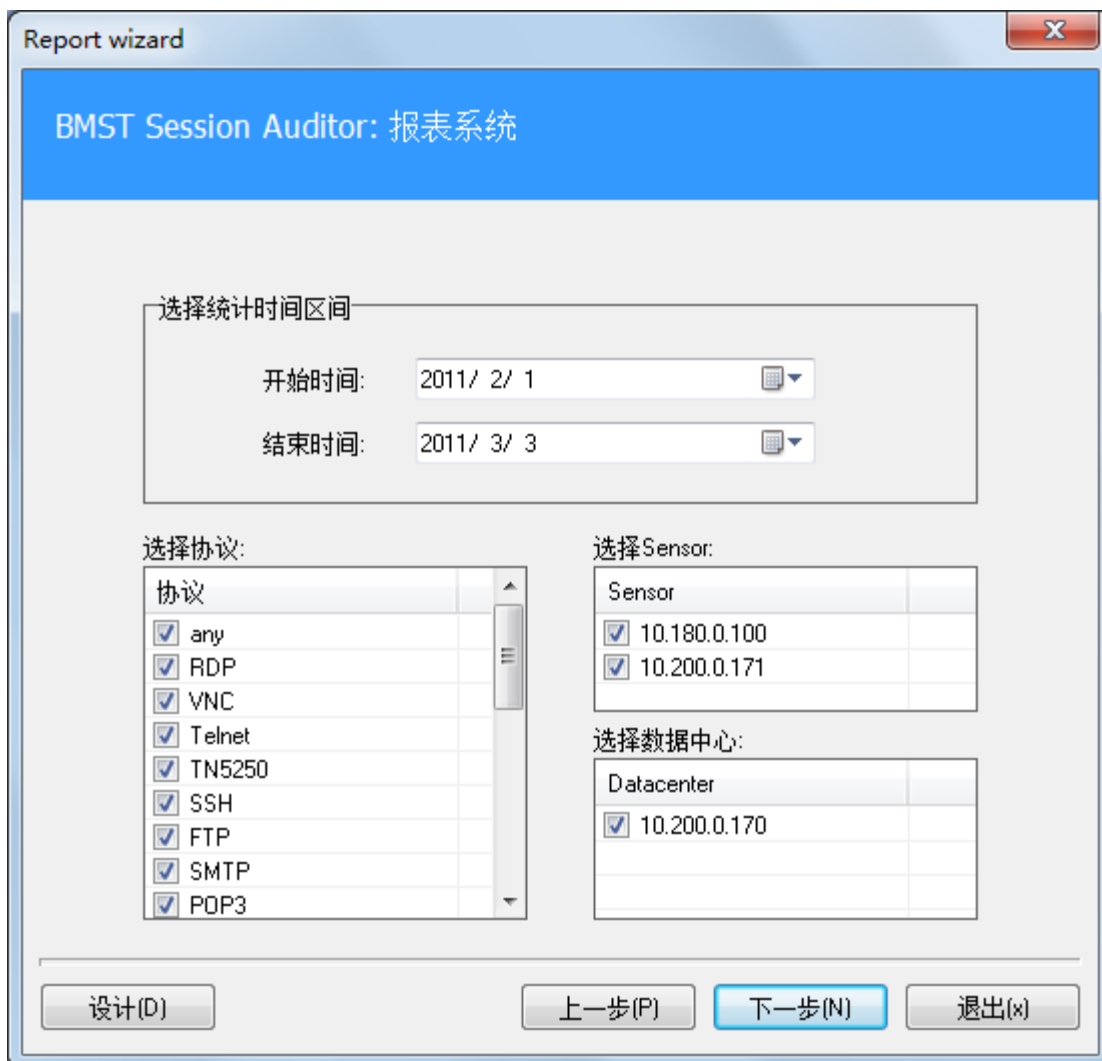 Report wizard
BMST Session Auditor: 报表系统
选择统计时间区间
开始时间: 2011/ 2/ 1
结束时间: 2011/ 3/ 3
选择协议:
协议
any
RDP
VNC
Telnet
TN5250
SSH
FTP
SMTP
POP3
选择Sensor:
Sensor
10.180.0.100
10.200.0.171
选择数据中心:
Datacenter
10.200.0.170
设计(D) 上一步(P) 下一步(N) 退出(x)